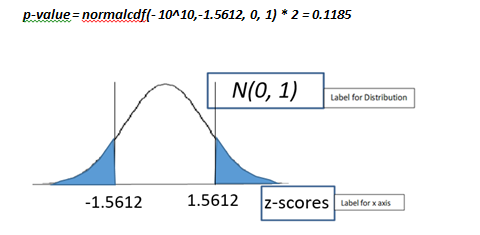 p-value = normalcdf(- 10^10,-1.5612, 0, 1) * 2 = 0.1185
N(0, 1)
Label for Distribution
-1.5612
1.5612
z-scores
Label for x axis